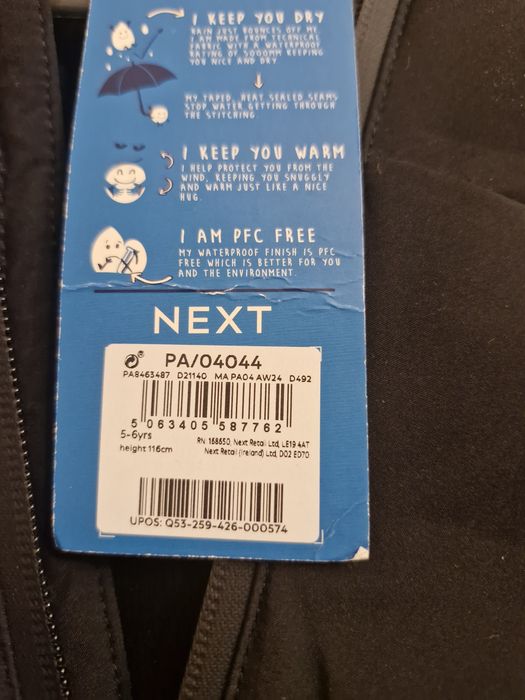 I KEEP YOU DRY
RAIN JUST BOUNCES OFF ME.
I AM MADE FROM TECHNICAL
FABRIC WITH A WATERPROOF
RATING OF 5000MM KEEPING
YOU NICE AND DRY
MY TAPED, HEAT SEALED SEAMS
STOP WATER GETTING THROUGH
THE STITCHING.
I KEEP YOU WARM
I HELP PROTECT YOU FROM THE
WIND, KEEPING YOU SNUGGLY
AND WARM JUST LIKE A NICE
HUG.
I AM PFC FREE
MY WATERPROOF FINISH IS PFC
FREE WHICH IS BETTER FOR YOU
AND THE ENVIRONMENT.
NEXT
PA/04044
PA8463487 D21140 MA PA04 AW24 D492
5 063405 587762
5-6yrs
height 116cm
RN: 168650, Next Retail Ltd, LE19 4AT
Next Retail (Ireland) Ltd, D02 ED70
UPOS: Q53-259-426-000574